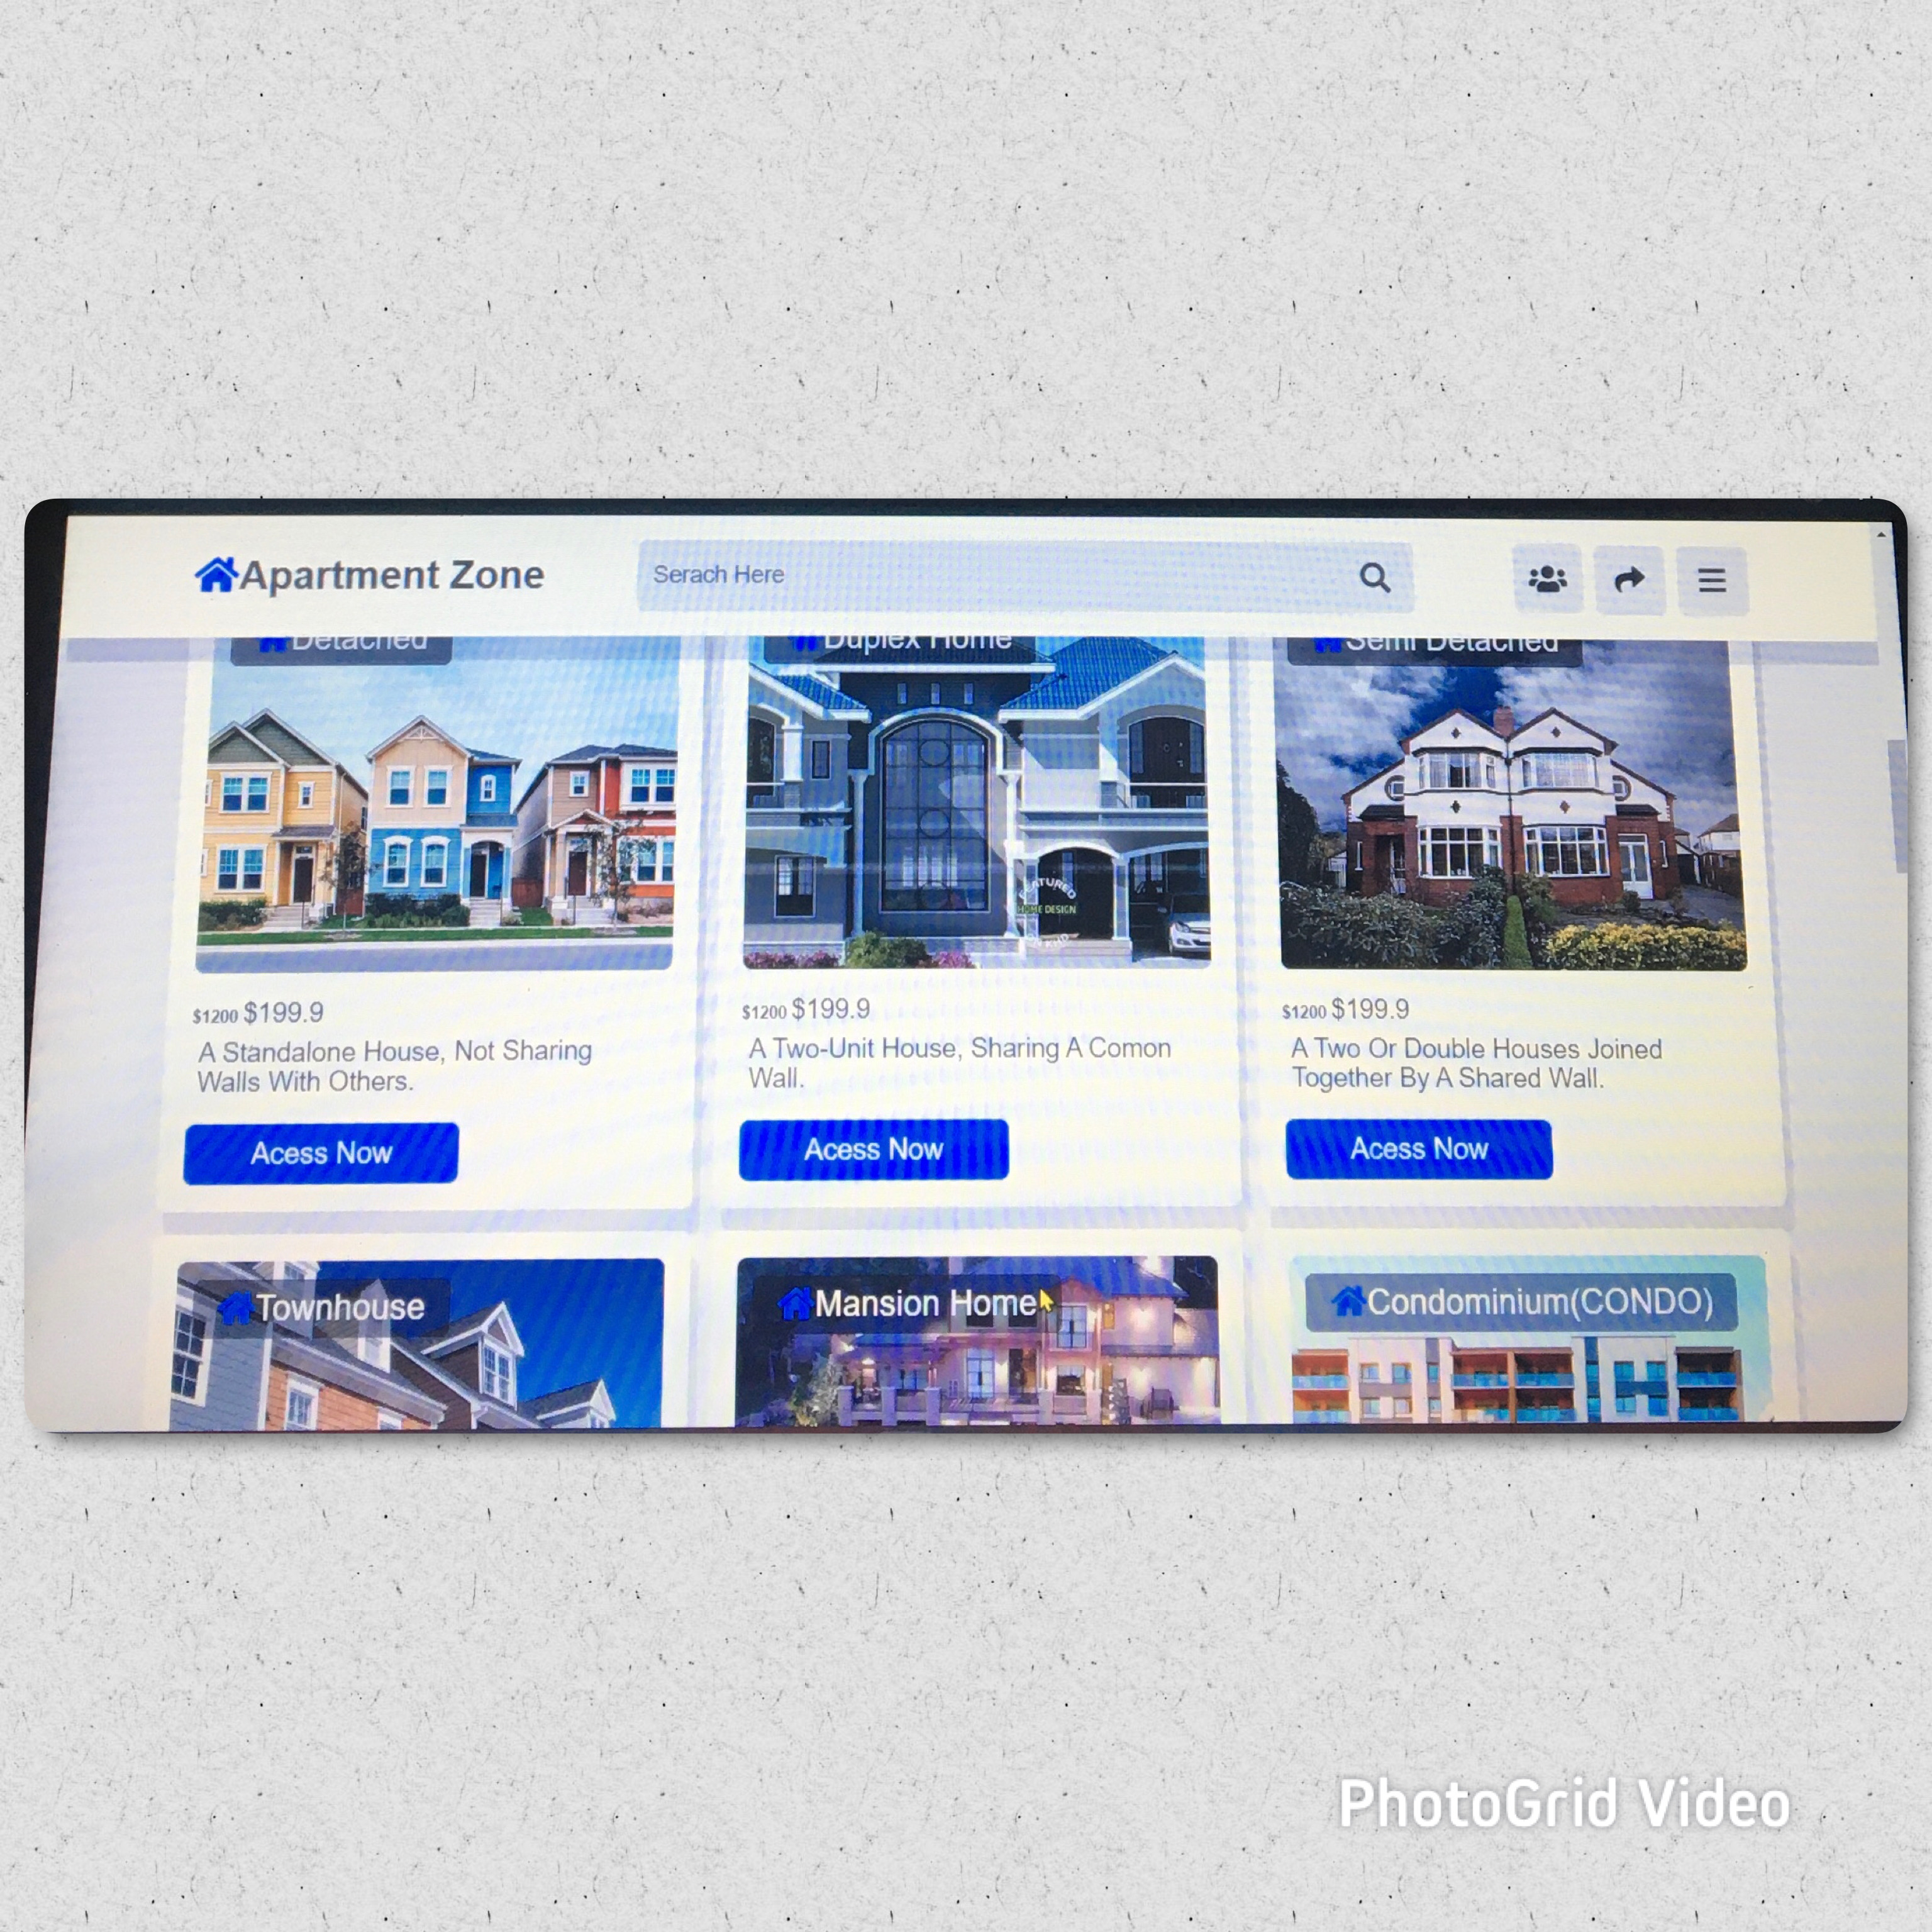 Apartment Zone
Serach Here
Detached
Duplex Home
Semi Detached
FEATURED
HOME DESIGN
$1200 $199.9
A Standalone House, Not Sharing
Walls With Others.
Acess Now
$1200 $199.9
A Two-Unit House, Sharing A Comon
Wall.
Acess Now
$1200 $199.9
A Two Or Double Houses Joined
Together By A Shared Wall.
Acess Now
Townhouse
Mansion Home
Condominium(CONDO)
PhotoGrid Video